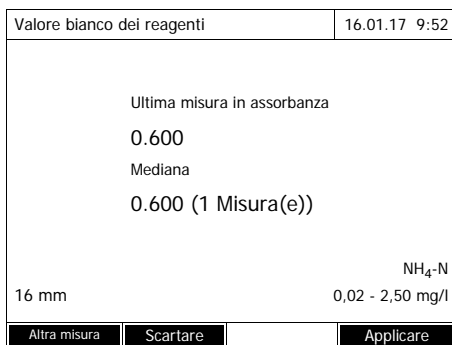 Valore bianco dei reagenti 16.01.17 9:52
Ultima misura in assorbanza
0.600
Mediana
0.600 (1 Misura(e))
NH₄-N
16 mm 0,02 - 2,50 mg/l
Altra misura Scartare Applicare